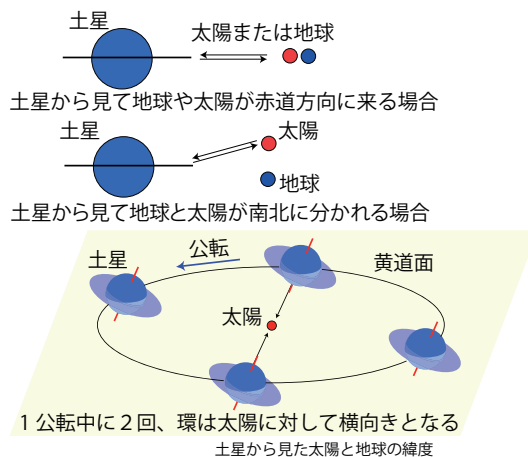 土星
太陽または地球
土星から見て地球や太陽が赤道方向に来る場合
土星
太陽
地球
土星から見て地球と太陽が南北に分かれる場合
公転
土星
黄道面
太陽
1公転中に2回、環は太陽に対して横向きとなる
土星から見た太陽と地球の緯度